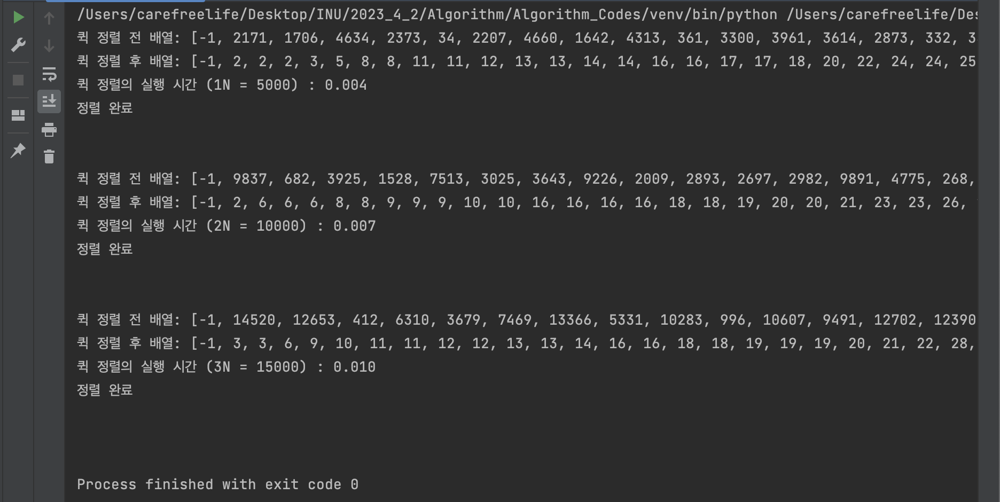 /Users/carefreelife/Desktop/INU/2023_4_2/Algorithm/Algorithm_Codes/venv/bin/python /Users/carefreelife/Des
퀵 정렬 전 배열: [-1, 2171, 1706, 4634, 2373, 34, 2207, 4660, 1642, 4313, 361, 3300, 3961, 3614, 2873, 332, 3
퀵 정렬 후 배열: [-1, 2, 2, 2, 3, 5, 8, 8, 11, 11, 12, 13, 13, 14, 14, 16, 16, 17, 17, 18, 20, 22, 24, 24, 25
퀵 정렬의 실행 시간 (1N = 5000) : 0.004
정렬 완료
퀵 정렬 전 배열: [-1, 9837, 682, 3925, 1528, 7513, 3025, 3643, 9226, 2009, 2893, 2697, 2982, 9891, 4775, 268,
퀵 정렬 후 배열: [-1, 2, 6, 6, 6, 8, 8, 9, 9, 9, 10, 10, 16, 16, 16, 16, 18, 18, 19, 20, 20, 21, 23, 23, 26,
퀵 정렬의 실행 시간 (2N = 10000) : 0.007
정렬 완료
퀵 정렬 전 배열: [-1, 14520, 12653, 412, 6310, 3679, 7469, 13366, 5331, 10283, 996, 10607, 9491, 12702, 12390
퀵 정렬 후 배열: [-1, 3, 3, 6, 9, 10, 11, 11, 12, 12, 13, 13, 14, 16, 16, 18, 18, 19, 19, 19, 20, 21, 22, 28,
퀵 정렬의 실행 시간 (3N = 15000) : 0.010
정렬 완료
Process finished with exit code 0